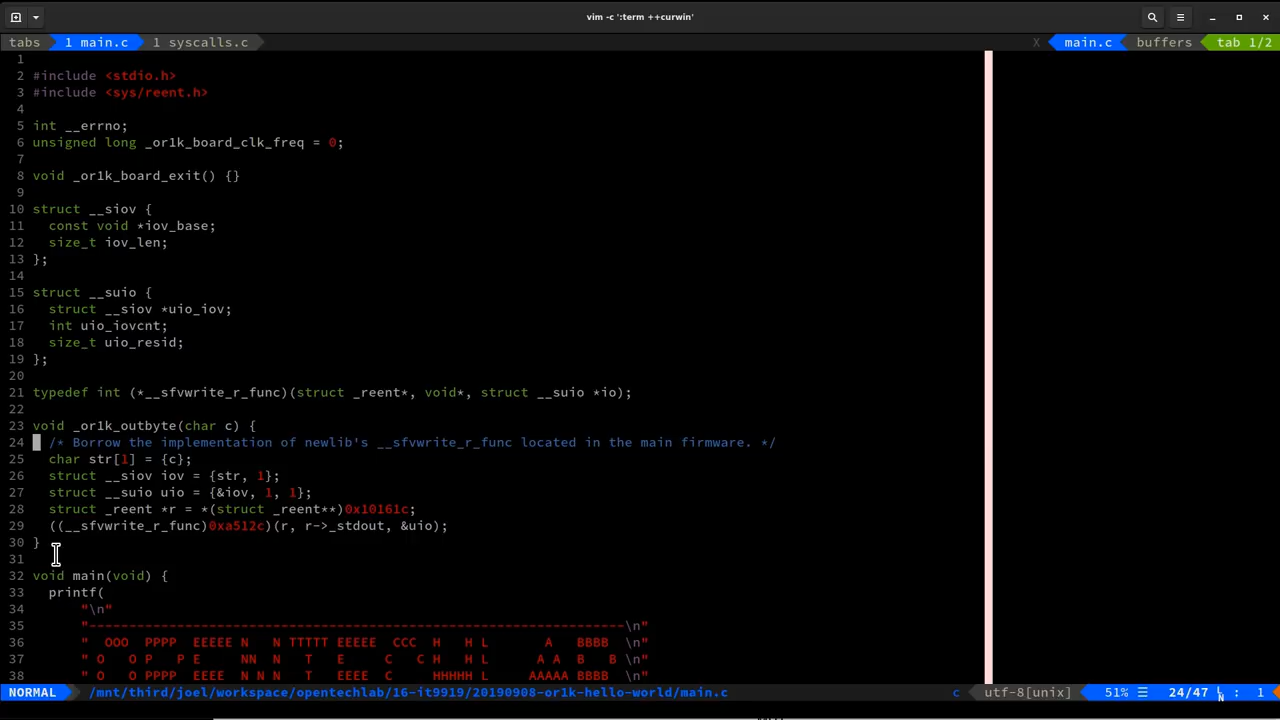 vim -c ':term ++curwin'
tabs 1 main.c 1 syscalls.c X main.c buffers tab 1/2
1
2 #include <stdio.h>
3 #include <sys/reent.h>
4
5 int __errno;
6 unsigned long _or1k_board_clk_freq = 0;
7
8 void _or1k_board_exit() {}
9
10 struct __siov {
11 const void *iov_base;
12 size_t iov_len;
13 };
14
15 struct __suio {
16 struct __siov *uio_iov;
17 int uio_iovcnt;
18 size_t uio_resid;
19 };
20
21 typedef int (*__sfvwrite_r_func)(struct _reent*, void*, struct __suio *io);
22
23 void _or1k_outbyte(char c) {
24 /* Borrow the implementation of newlib's __sfvwrite_r_func located in the main firmware. */
25 char str[1] = {c};
26 struct __siov iov = {str, 1};
27 struct __suio uio = {&iov, 1, 1};
28 struct _reent *r = *(struct _reent**)0x10161c;
29 ((__sfvwrite_r_func)0xa512c)(r, r->_stdout, &uio);
30 }
31
32 void main(void) {
33 printf(
34 "\n"
35 "-------------------------------------------------------------------\n"
36 "  OOO  PPPP  EEEEE N   N TTTTT EEEEE  CCC  H   H L       A   BBBB  \n"
37 " O   O P   P E     NN  N   T   E     C   C H   H L      A A  B   B \n"
38 " O   O PPPP  EEEE  N N N   T   EEEE  C     HHHHH L     AAAAA BBBB  \n"
NORMAL /mnt/third/joel/workspace/opentechlab/16-it9919/20190908-or1k-hello-world/main.c c utf-8[unix] 51% ☰ 24/47 : 1